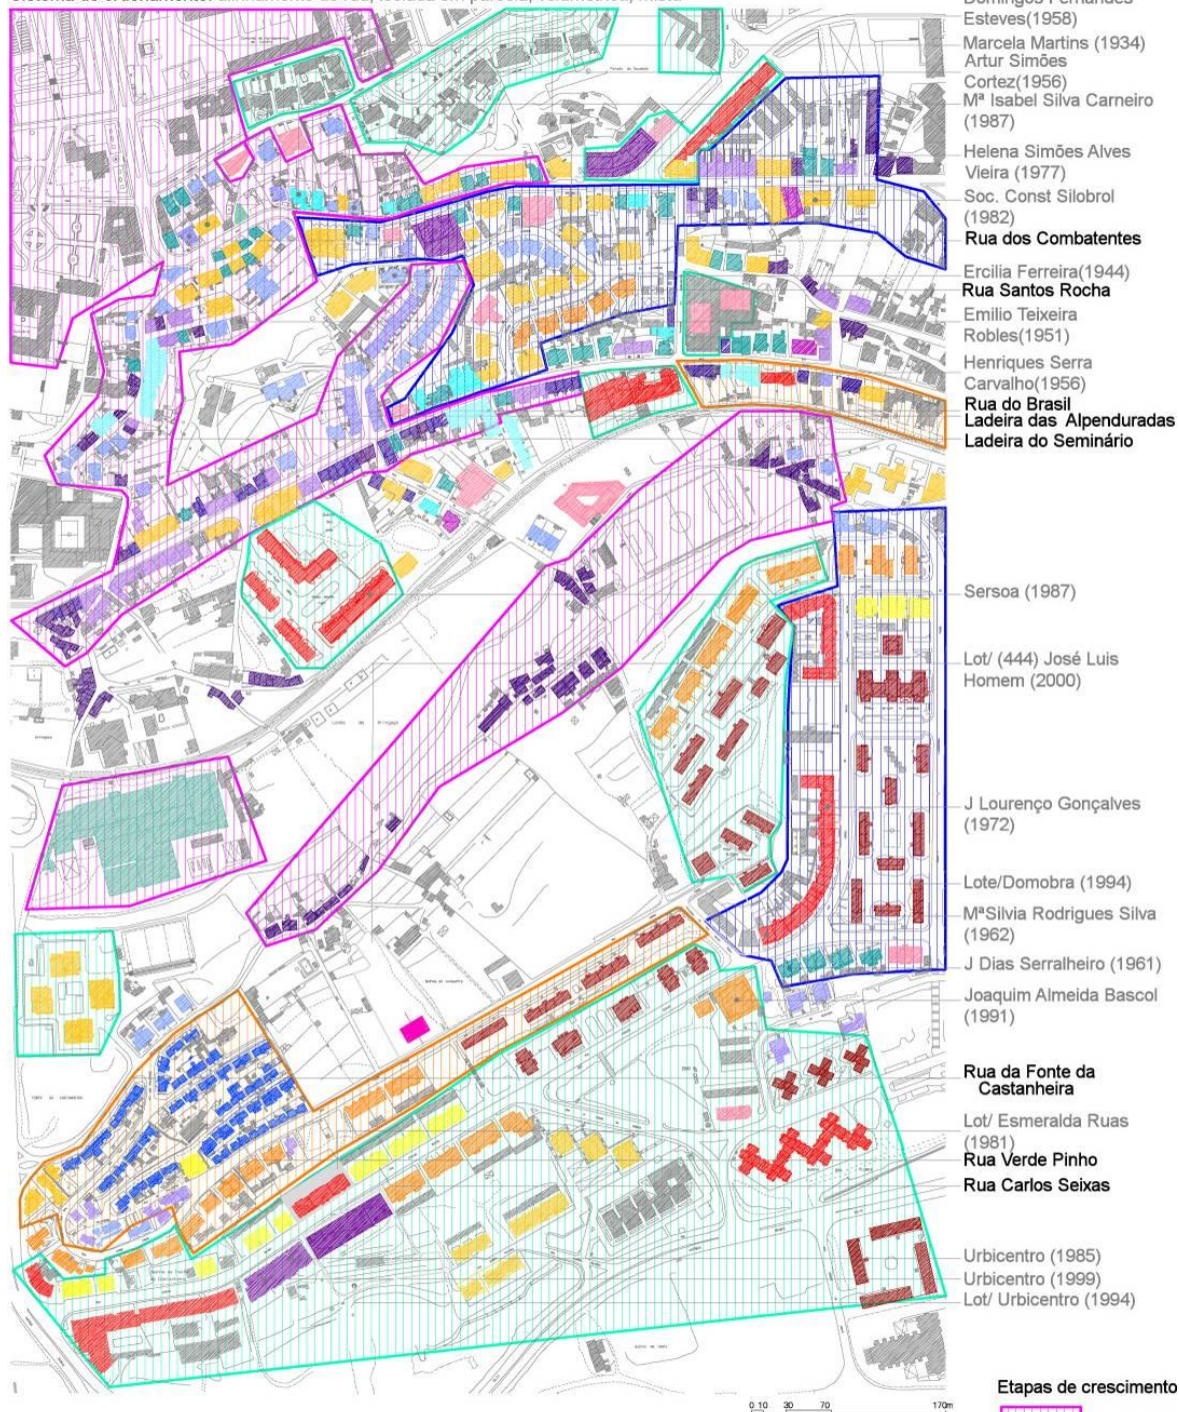 Esteves(1958)
Marcela Martins (1934)
Artur Simões
Cortez(1956)
Mª Isabel Silva Carneiro
(1987)
Helena Simões Alves
Vieira (1977)
Soc. Const Silobrol
(1982)
Rua dos Combatentes
Ercilia Ferreira(1944)
Rua Santos Rocha
Emilio Teixeira
Robles(1951)
Henriques Serra
Carvalho(1956)
Rua do Brasil
Ladeira das Alpenduradas
Ladeira do Seminário
Sersoa (1987)
Lot/ (444) José Luis
Homem (2000)
J Lourenço Gonçalves
(1972)
Lote/Domobra (1994)
MªSilvia Rodrigues Silva
(1962)
J Dias Serralheiro (1961)
Joaquim Almeida Bascol
(1991)
Rua da Fonte da
Castanheira
Lot/ Esmeralda Ruas
(1981)
Rua Verde Pinho
Rua Carlos Seixas
Urbicentro (1985)
Urbicentro (1999)
Lot/ Urbicentro (1994)
Etapas de crescimento
0 10 30 70 170m